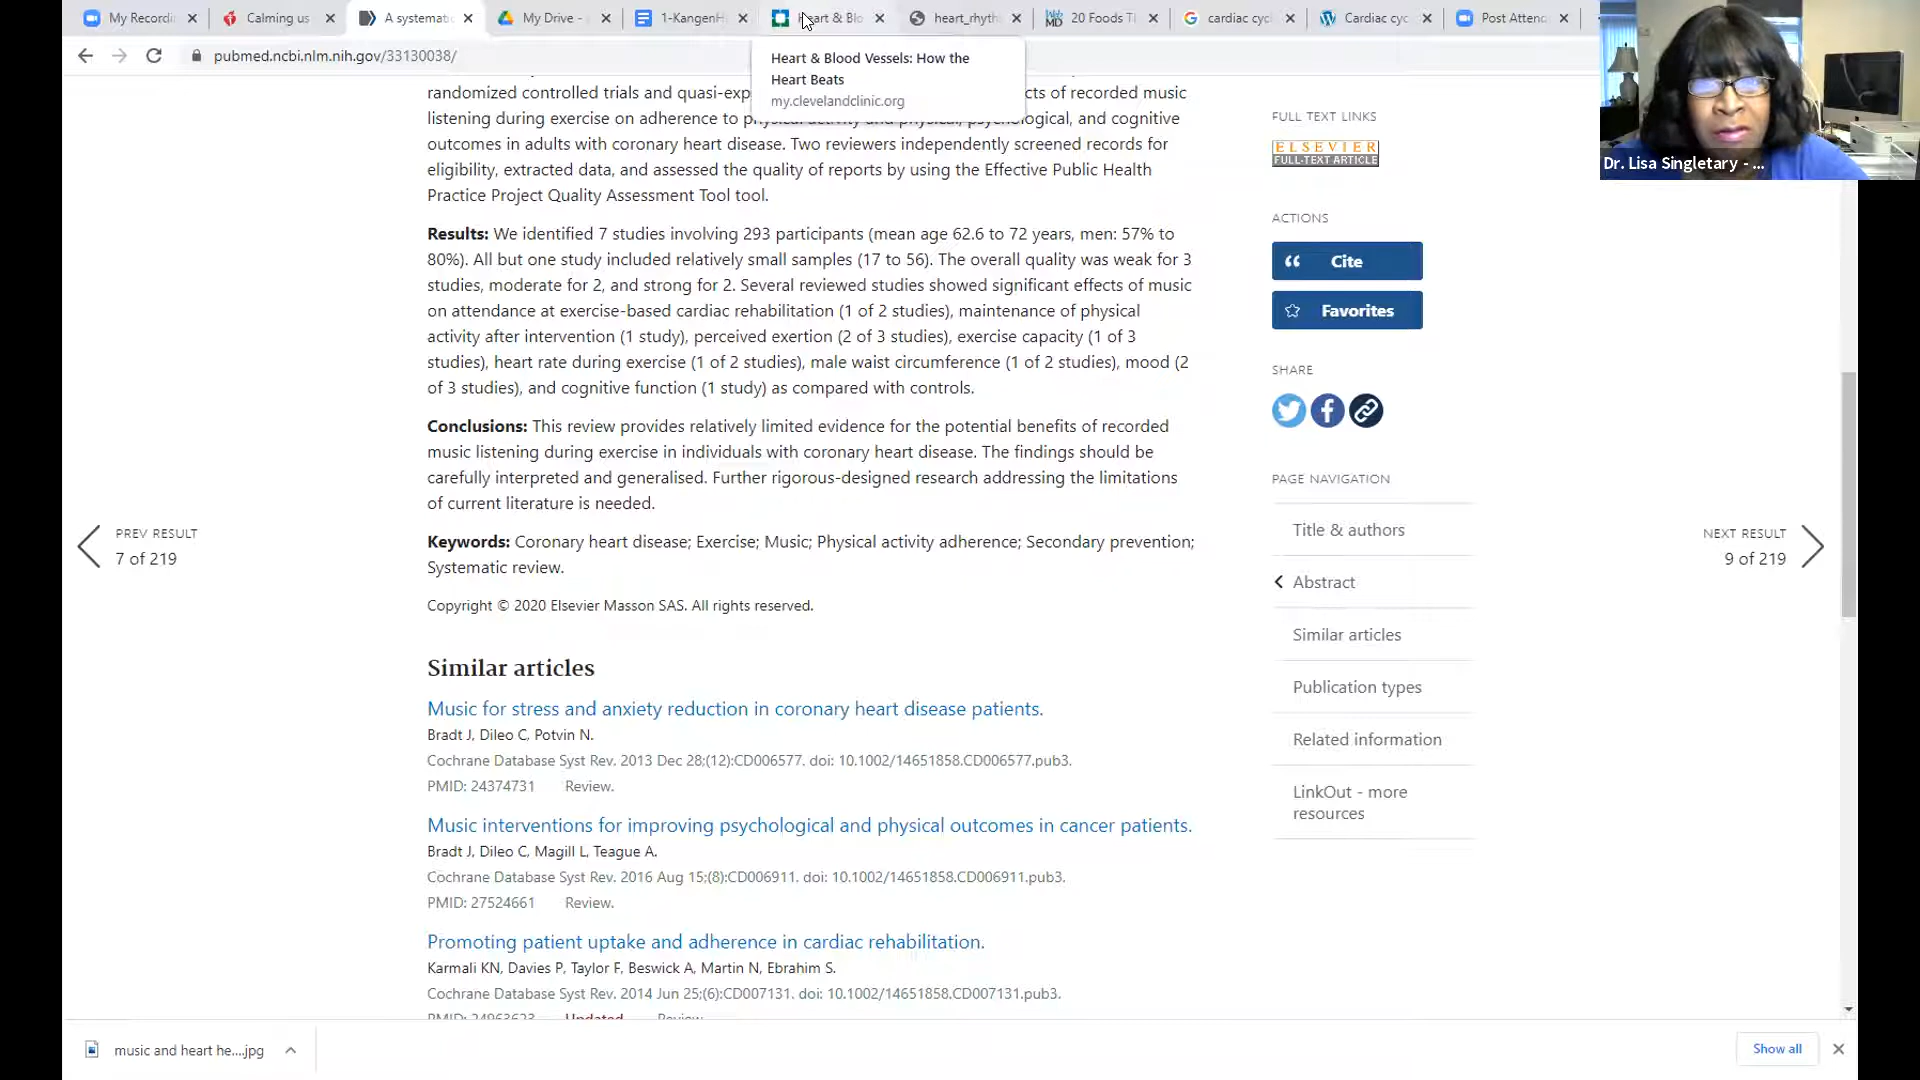 My Recordi
Calming us
A systemati
My Drive -
1-KangenH
Heart & Blo
heart_rhyth
20 Foods Th
cardiac cycl
Cardiac cyc
Post Attend
pubmed.ncbi.nlm.nih.gov/33130038/
Heart & Blood Vessels: How the
Heart Beats
my.clevelandclinic.org
Dr. Lisa Singletary - ...
randomized controlled trials and cts of recorded music
listening during exercise on adherence to physical activity and physical, psychological, and cognitive
outcomes in adults with coronary heart disease. Two reviewers independently screened records for
eligibility, extracted data, and assessed the quality of reports by using the Effective Public Health
Practice Project Quality Assessment Tool tool.
Results: We identified 7 studies involving 293 participants (mean age 62.6 to 72 years, men: 57% to
80%). All but one study included relatively small samples (17 to 56). The overall quality was weak for 3
studies, moderate for 2, and strong for 2. Several reviewed studies showed significant effects of music
on attendance at exercise-based cardiac rehabilitation (1 of 2 studies), maintenance of physical
activity after intervention (1 study), perceived exertion (2 of 3 studies), exercise capacity (1 of 3
studies), heart rate during exercise (1 of 2 studies), male waist circumference (1 of 2 studies), mood (2
of 3 studies), and cognitive function (1 study) as compared with controls.
Conclusions: This review provides relatively limited evidence for the potential benefits of recorded
music listening during exercise in individuals with coronary heart disease. The findings should be
carefully interpreted and generalised. Further rigorous-designed research addressing the limitations
of current literature is needed.
Keywords: Coronary heart disease; Exercise; Music; Physical activity adherence; Secondary prevention;
Systematic review.
Copyright © 2020 Elsevier Masson SAS. All rights reserved.
Similar articles
Music for stress and anxiety reduction in coronary heart disease patients.
Bradt J, Dileo C, Potvin N.
Cochrane Database Syst Rev. 2013 Dec 28;(12):CD006577. doi: 10.1002/14651858.CD006577.pub3.
PMID: 24374731 Review.
Music interventions for improving psychological and physical outcomes in cancer patients.
Bradt J, Dileo C, Magill L, Teague A.
Cochrane Database Syst Rev. 2016 Aug 15;(8):CD006911. doi: 10.1002/14651858.CD006911.pub3.
PMID: 27524661 Review.
Promoting patient uptake and adherence in cardiac rehabilitation.
Karmali KN, Davies P, Taylor F, Beswick A, Martin N, Ebrahim S.
Cochrane Database Syst Rev. 2014 Jun 25;(6):CD007131. doi: 10.1002/14651858.CD007131.pub3.
PMID: 24963623 Updated Review.
PREV RESULT
7 of 219
NEXT RESULT
9 of 219
FULL TEXT LINKS
ELSEVIER
FULL-TEXT ARTICLE
ACTIONS
Cite
Favorites
SHARE
PAGE NAVIGATION
Title & authors
Abstract
Similar articles
Publication types
Related information
LinkOut - more
resources
music and heart he....jpg
Show all